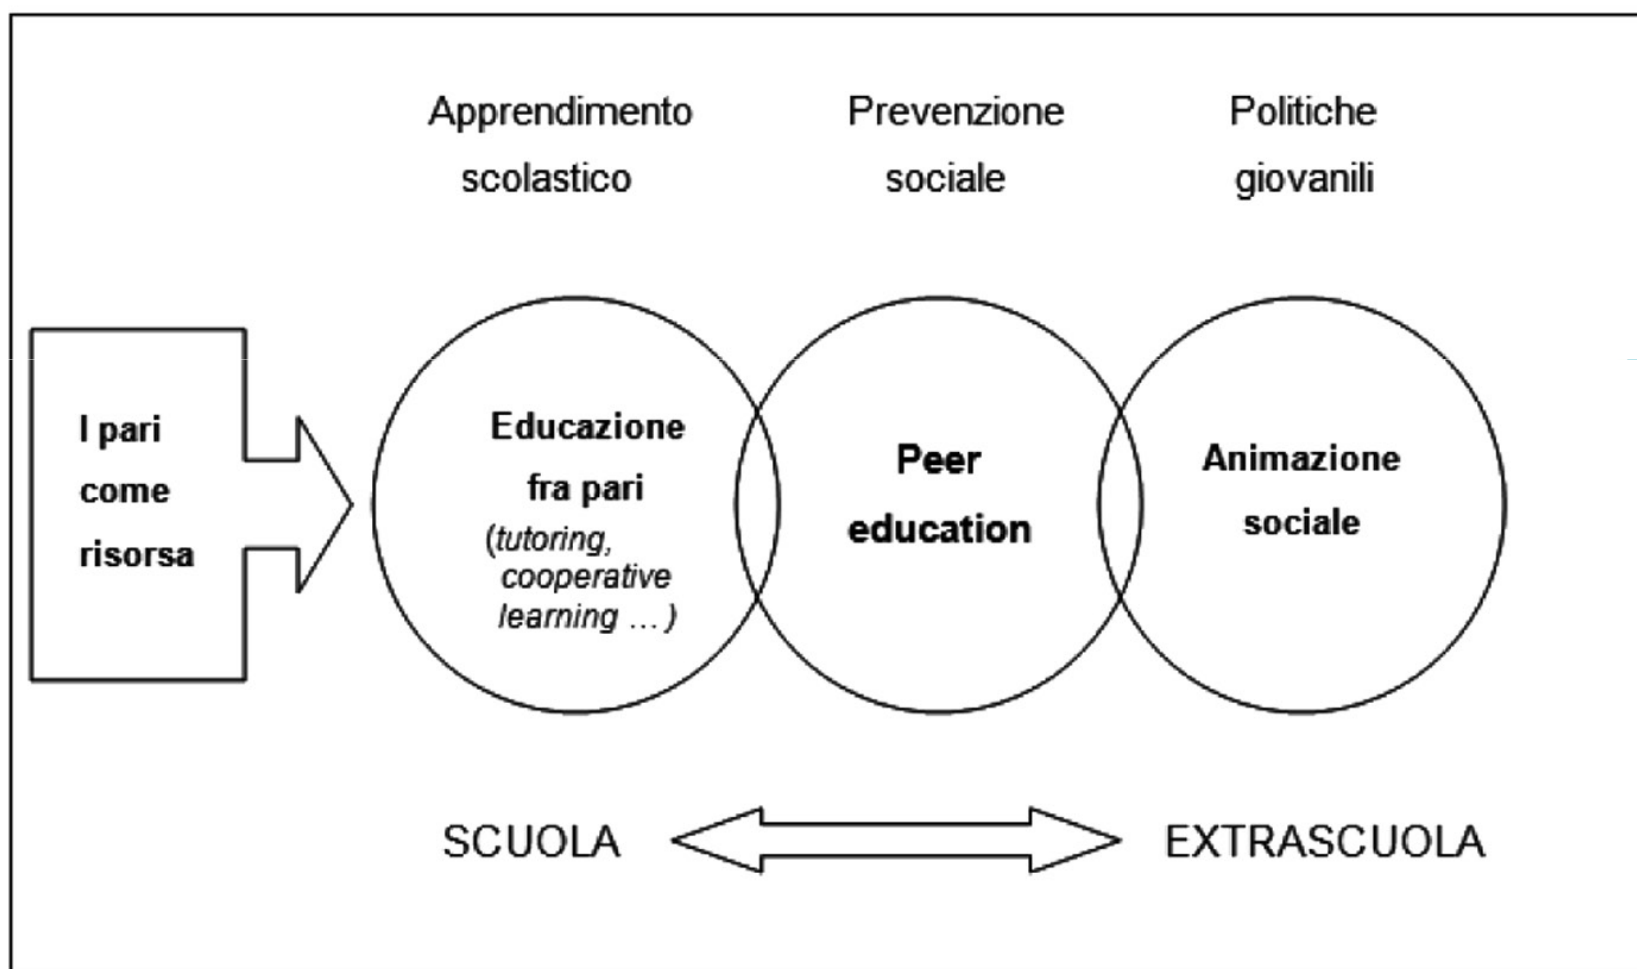 Apprendimento
scolastico
Prevenzione
sociale
Politiche
giovanili
I pari
come
risorsa
Educazione
fra pari
(tutoring,
cooperative
learning … )
Peer
education
Animazione
sociale
SCUOLA
EXTRASCUOLA